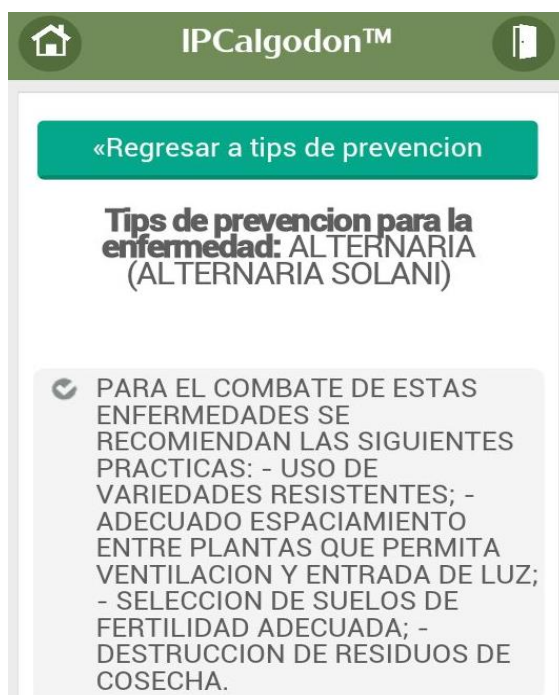 IPCalgodon™
«Regresar a tips de prevencion
Tips de prevencion para la
enfermedad: ALTERNARIA
(ALTERNARIA SOLANI)
PARA EL COMBATE DE ESTAS
ENFERMEDADES SE
RECOMIENDAN LAS SIGUIENTES
PRACTICAS: - USO DE
VARIEDADES RESISTENTES; -
ADECUADO ESPACIAMIENTO
ENTRE PLANTAS QUE PERMITA
VENTILACION Y ENTRADA DE LUZ;
- SELECCION DE SUELOS DE
FERTILIDAD ADECUADA; -
DESTRUCCION DE RESIDUOS DE
COSECHA.